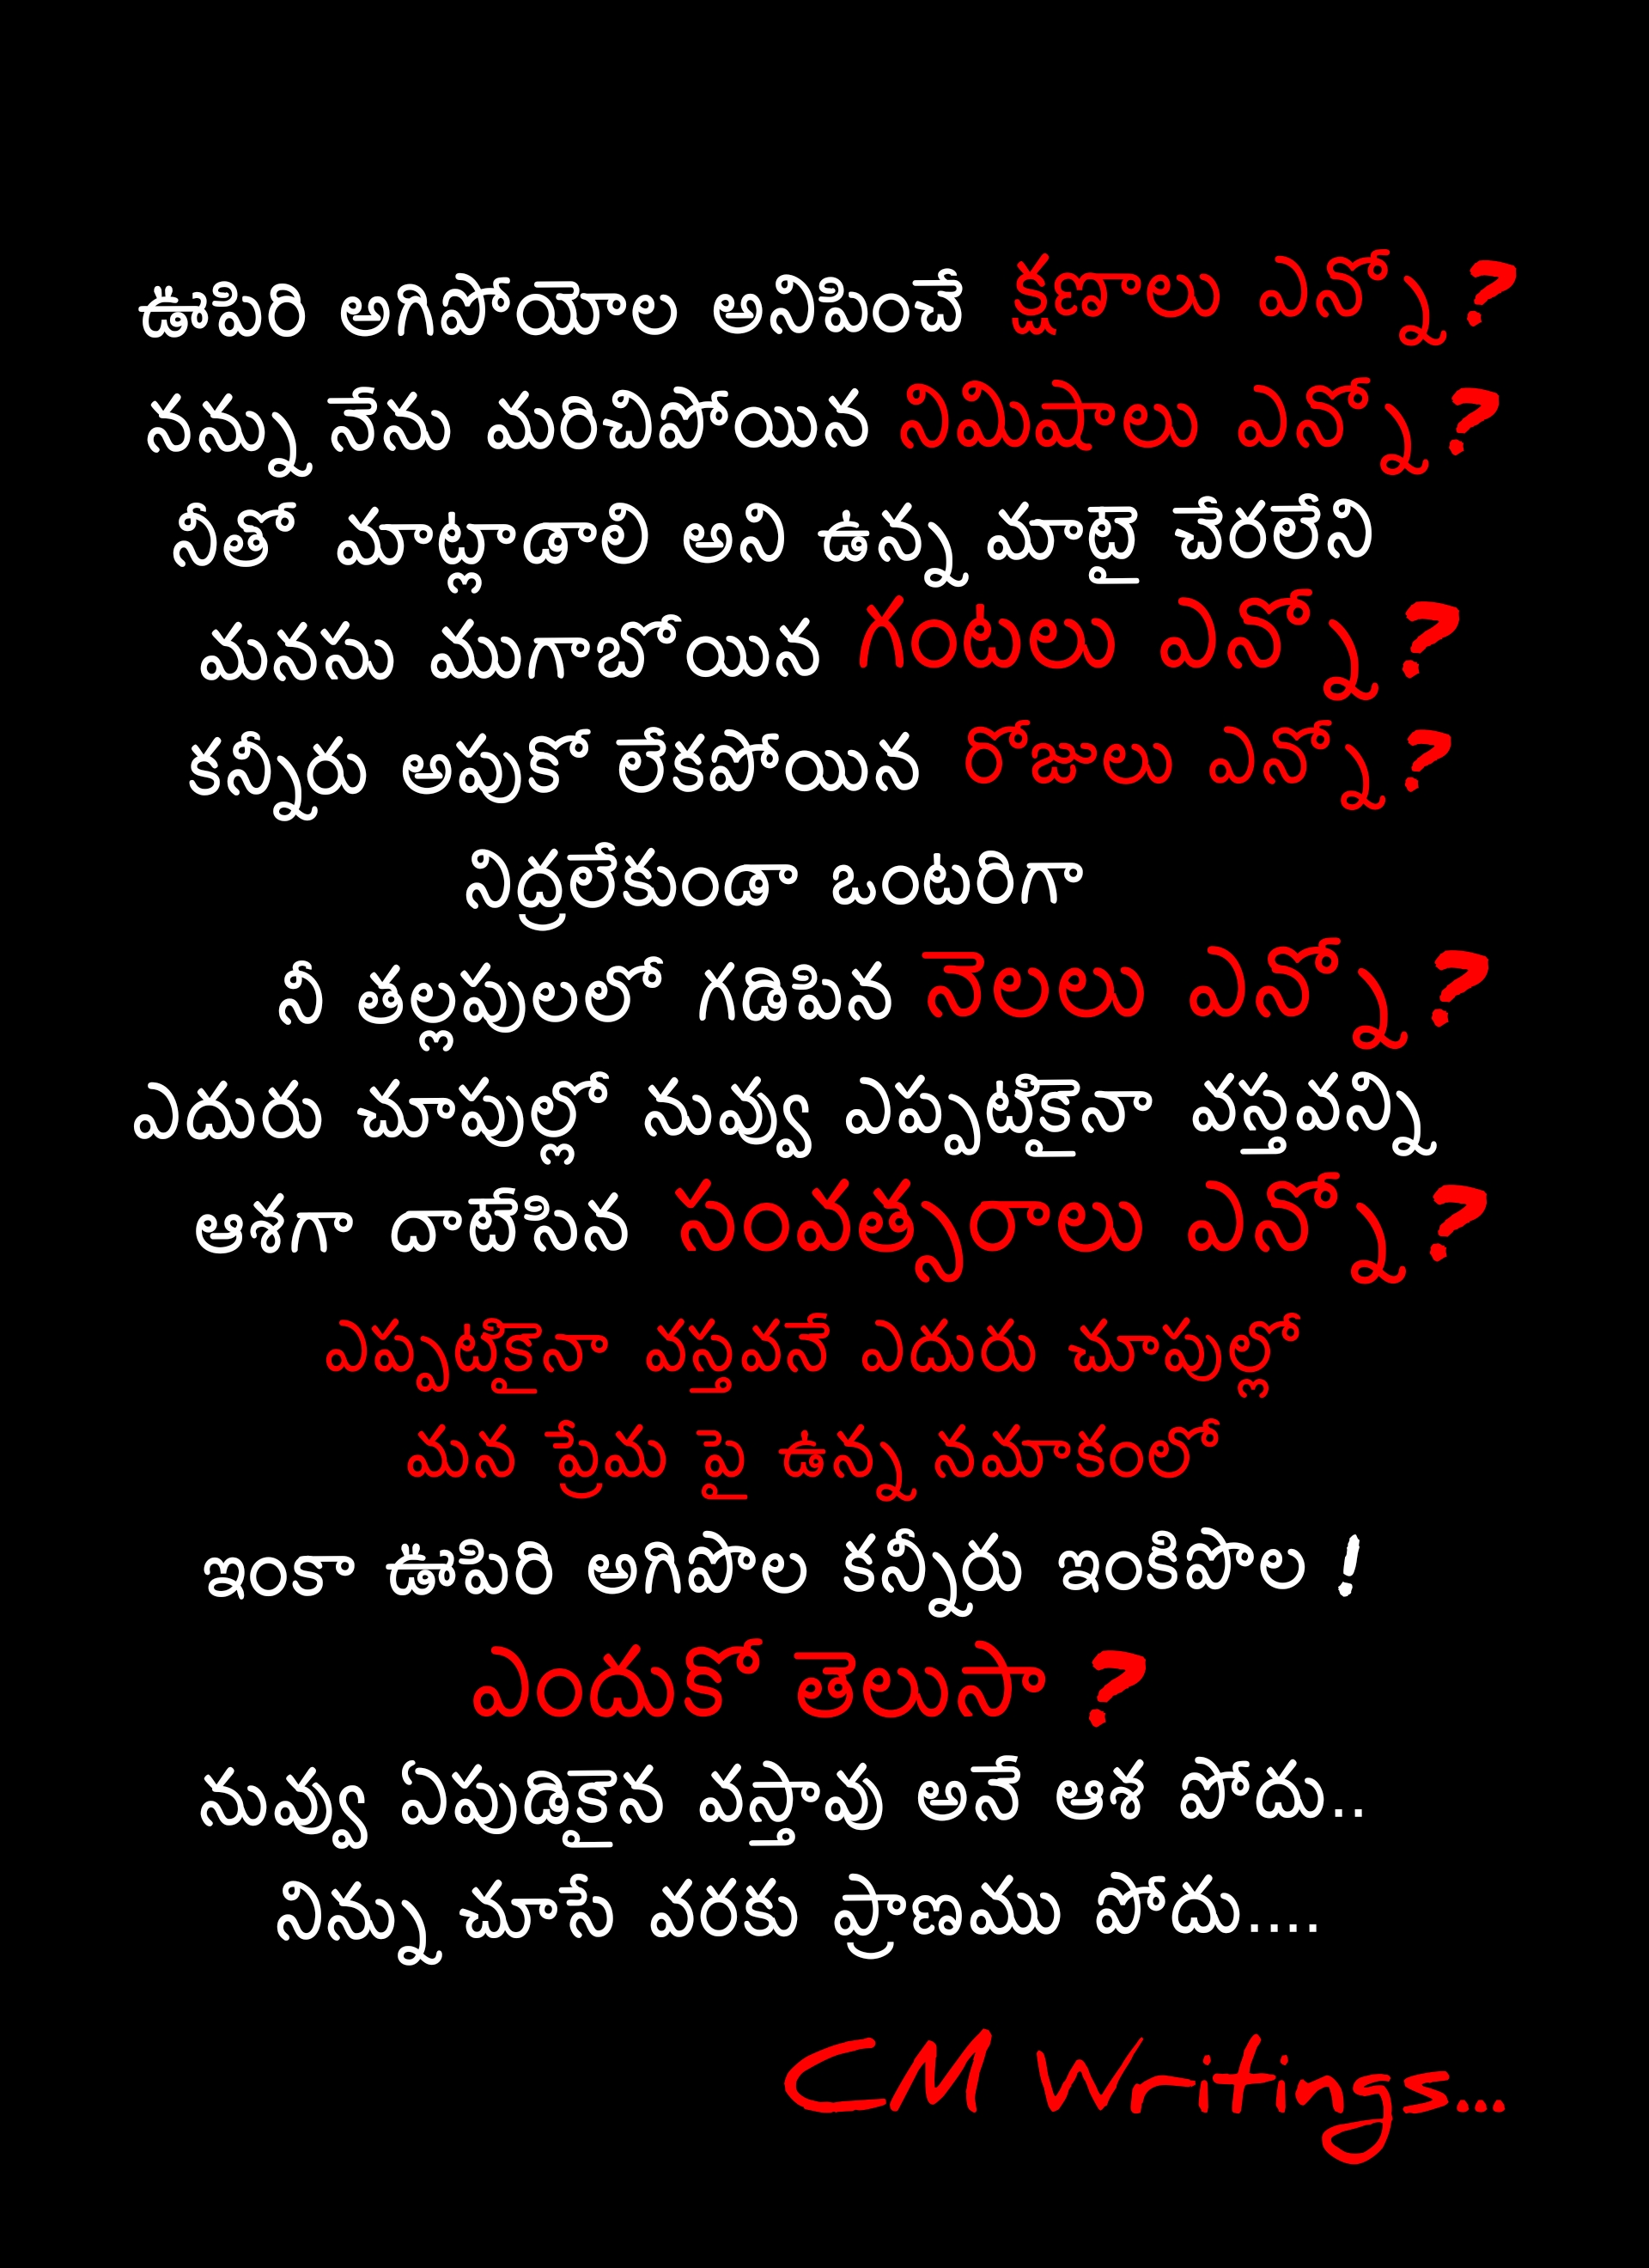 ఊపిరి అగిపోయోల అనిపించే క్షణాలు ఎన్నో?
నన్ను నేను మరిచిపోయిన నిమిషాలు ఎన్నో?
నీతో మాట్లాడాలి అని ఉన్న మాటై చేరలేని
మనసు ముగాబోయిన గంటలు ఎన్నో?
కన్నీరు అపుకొ లేకపోయిన రోజులు ఎన్నో?
నిద్రలేకుండా ఒంటరిగా
నీ తల్లపులలో గడిపిన నెలలు ఎన్నో?
ఎదురు చూపుల్లో నువ్వు ఎప్పటికైనా వస్తవన్ని
ఆశగా దాటేసిన సంవత్సరాలు ఎన్నో?
ఎప్పటికైనా వస్తవనే ఎదురు చూపుల్లో
మన ప్రేమ పై ఉన్న నమాకంలో
ఇంకా ఊపిరి అగిపొల కన్నీరు ఇంకిపొల !
ఎందుకో తెలుసా ?
నువ్వు ఏపుడికైన వస్తావు అనే ఆశ పోదు..
నిన్ను చూసే వరకు ప్రాణము పోదు....
CM Writings...